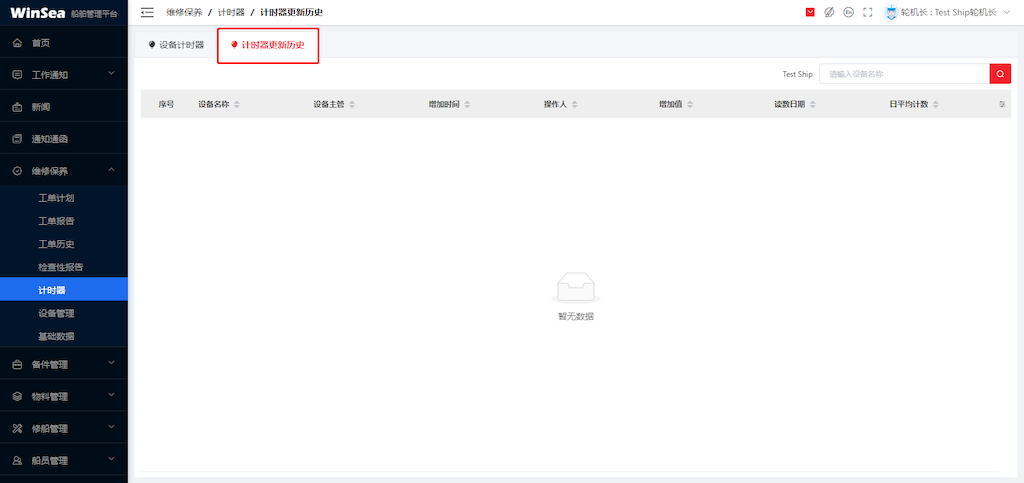 WinSea 船舶管理平台
维修保养 / 计时器 / 计时器更新历史
En
轮机长 : Test Ship轮机长
首页
工作通知
新闻
通知通函
维修保养
工单计划
工单报告
工单历史
检查性报告
计时器
设备管理
基础数据
备件管理
物料管理
修船管理
船员管理
设备计时器
计时器更新历史
Test Ship
请输入设备名称
序号 设备名称 设备主管 增加时间 操作人 增加值 读数日期 日平均计数
暂无数据